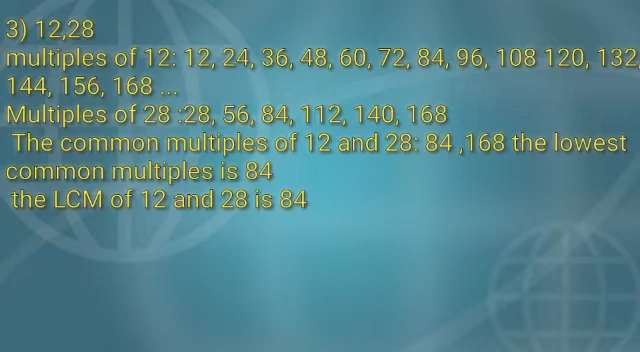 3) 12,28
multiples of 12: 12, 24, 36, 48, 60, 72, 84, 96, 108 120, 132,
144, 156, 168 ...
Multiples of 28 :28, 56, 84, 112, 140, 168
The common multiples of 12 and 28: 84 ,168 the lowest
common multiples is 84
the LCM of 12 and 28 is 84